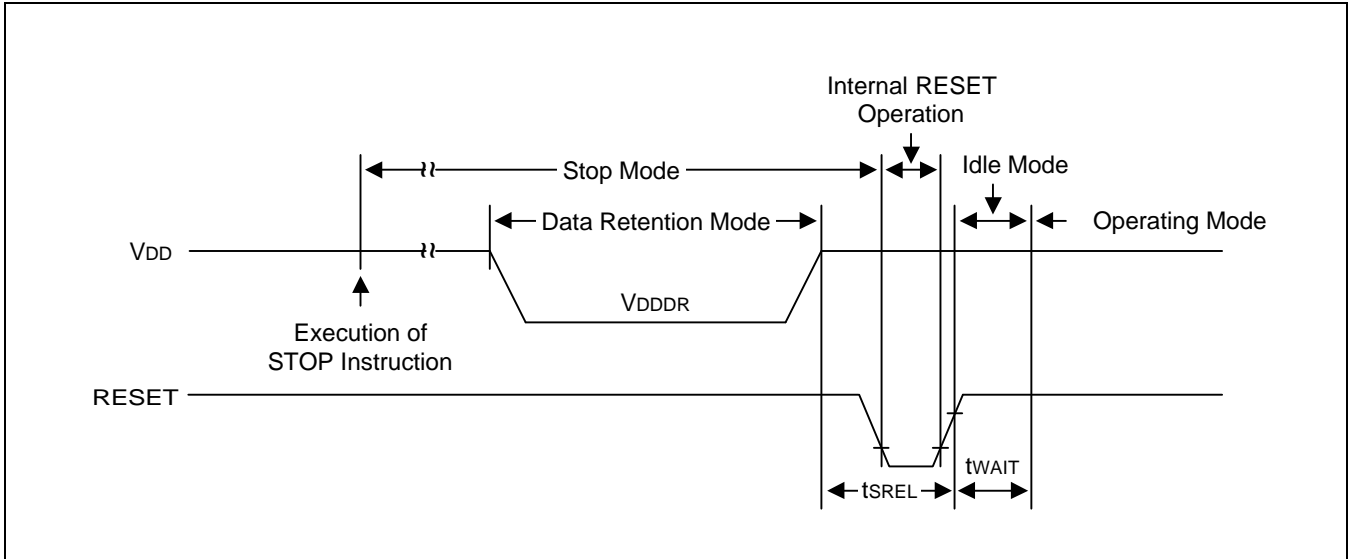 Internal RESET
Operation
Stop Mode
Idle Mode
Data Retention Mode
Operating Mode
VDD
VDDDR
Execution of
STOP Instruction
RESET
tSREL
tWAIT